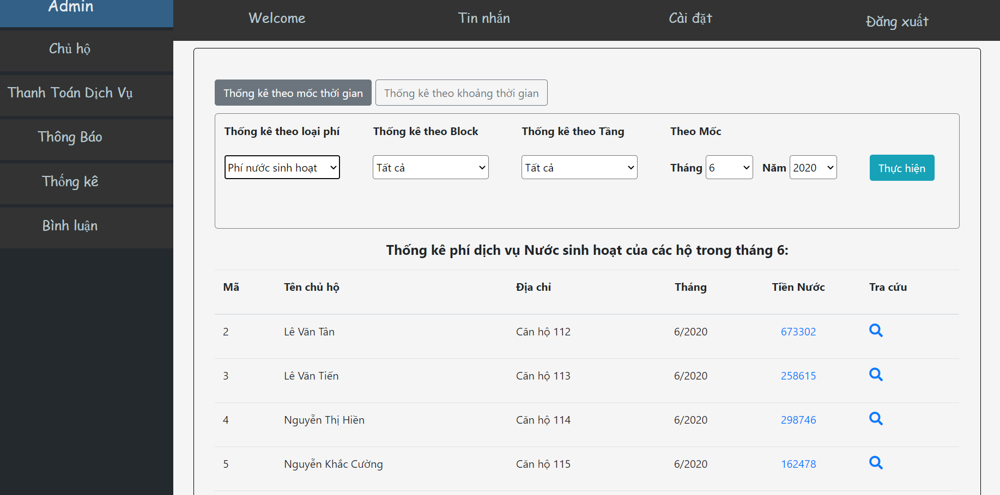 Admin
Welcome
Tin nhắn
Cài đặt
Đăng xuất
Chủ hộ
Thanh Toán Dịch Vụ
Thông Báo
Thống kê
Bình luận
Thống kê theo mốc thời gian
Thống kê theo khoảng thời gian
Thống kê theo loại phí
Thống kê theo Block
Thống kê theo Tầng
Theo Mốc
Phí nước sinh hoạt
Tất cả
Tất cả
Tháng 6
Năm 2020
Thực hiện
Thống kê phí dịch vụ Nước sinh hoạt của các hộ trong tháng 6:
Mã Tên chủ hộ Địa chỉ Tháng Tiền Nước Tra cứu
2 Lê Văn Tân Căn hộ 112 6/2020 673302
3 Lê Văn Tiến Căn hộ 113 6/2020 258615
4 Nguyễn Thị Hiền Căn hộ 114 6/2020 298746
5 Nguyễn Khắc Cường Căn hộ 115 6/2020 162478